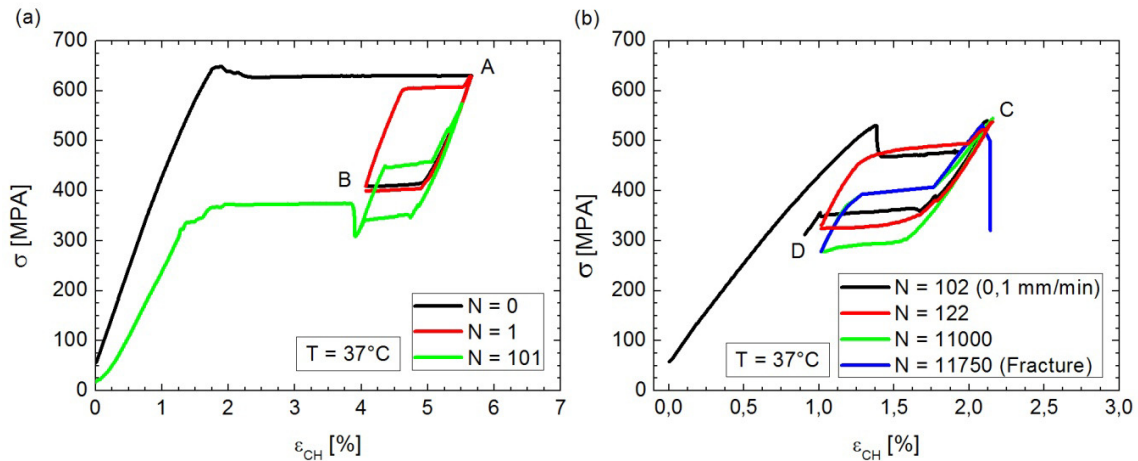 (a)
700
600
500
400
300
200
100
0
σ [MPA]
0 1 2 3 4 5 6 7
ε_CH [%]
A
B
T = 37°C
N = 0
N = 1
N = 101
(b)
700
600
500
400
300
200
100
0
σ [MPA]
0,0 0,5 1,0 1,5 2,0 2,5 3,0
ε_CH [%]
C
D
T = 37°C
N = 102 (0,1 mm/min)
N = 122
N = 11000
N = 11750 (Fracture)